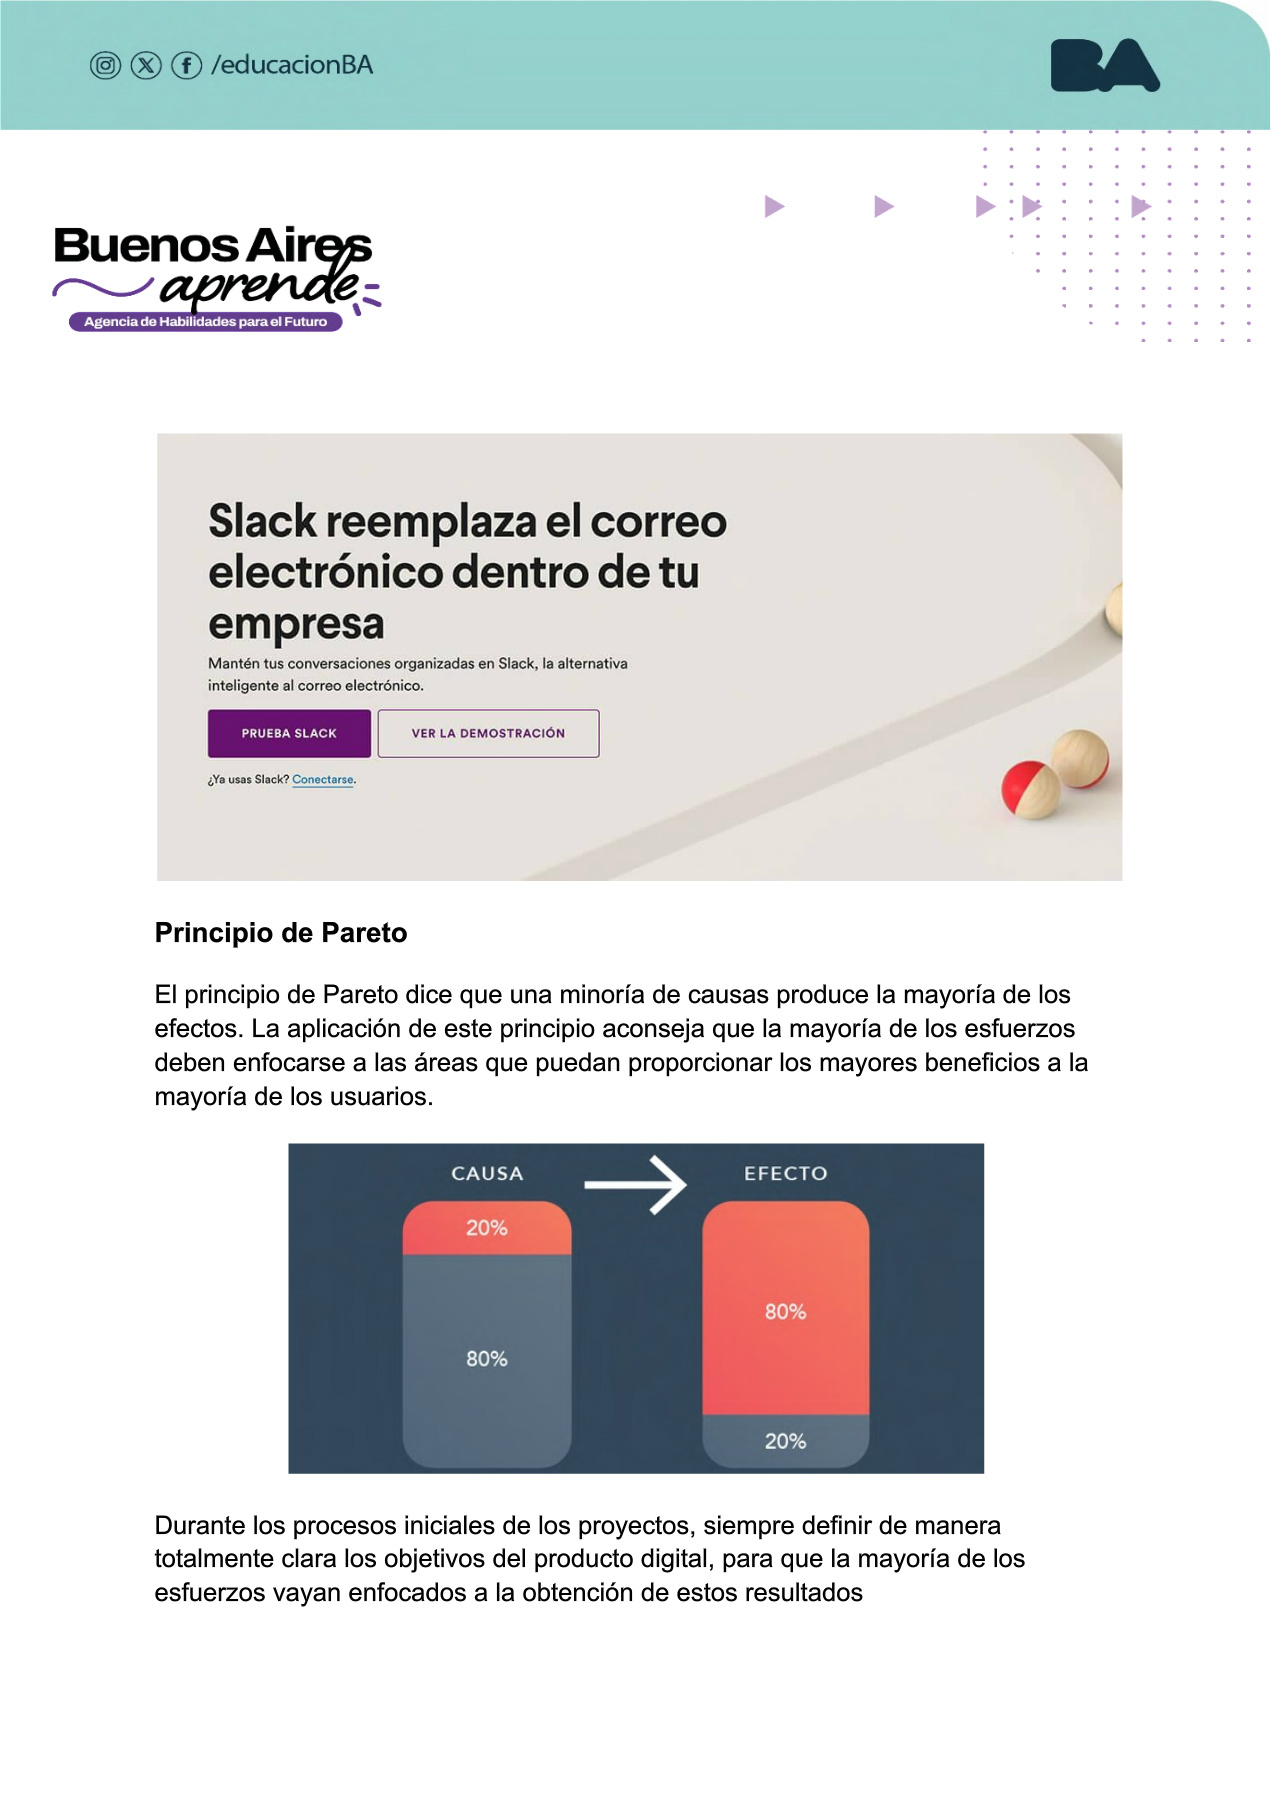 /educacionBA
BA
Buenos Aires
aprende
Agencia de Habilidades para el Futuro
Slack reemplaza el correo
electrónico dentro de tu
empresa
Mantén tus conversaciones organizadas en Slack, la alternativa
inteligente al correo electrónico.
PRUEBA SLACK
VER LA DEMOSTRACIÓN
¿Ya usas Slack? Conectarse.
Principio de Pareto
El principio de Pareto dice que una minoría de causas produce la mayoría de los
efectos. La aplicación de este principio aconseja que la mayoría de los esfuerzos
deben enfocarse a las áreas que puedan proporcionar los mayores beneficios a la
mayoría de los usuarios.
CAUSA
EFECTO
20%
80%
80%
20%
Durante los procesos iniciales de los proyectos, siempre definir de manera
totalmente clara los objetivos del producto digital, para que la mayoría de los
esfuerzos vayan enfocados a la obtención de estos resultados